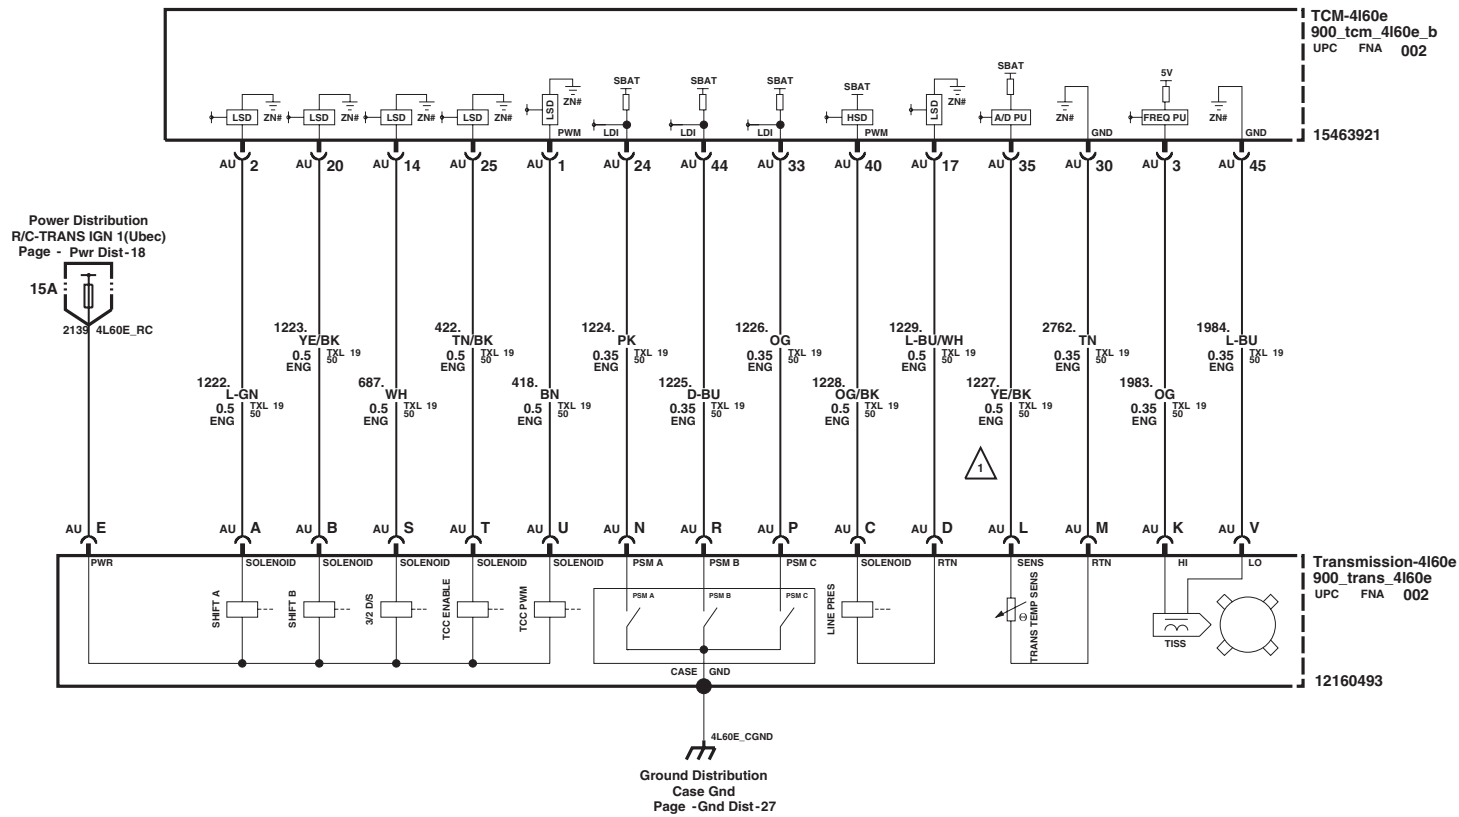 TCM-4l60e
900_tcm_4l60e_b
UPC FNA 002
SBAT SBAT SBAT SBAT SBAT 5V
ZN# ZN# ZN# ZN# ZN# ZN# ZN# ZN#
LSD LSD LSD LSD LSD HSD LSD A/D PU FREQ PU
PWM LDI LDI LDI PWM GND GND
15463921
AU 2 AU 20 AU 14 AU 25 AU 1 AU 24 AU 44 AU 33 AU 40 AU 17 AU 35 AU 30 AU 3 AU 45
Power Distribution
R/C-TRANS IGN 1(Ubec)
Page - Pwr Dist-18
15A
2139 4L60E_RC
1223. 422. 1224. 1226. 1229. 2762. 1984.
YE/BK TN/BK PK OG L-BU/WH TN L-BU
0.5 TXL 19 0.5 TXL 19 0.35 TXL 19 0.35 TXL 19 0.5 TXL 19 0.35 TXL 19 0.35 TXL 19
ENG 50 ENG 50 ENG 50 ENG 50 ENG 50 ENG 50 ENG 50
1222. 687. 418. 1225. 1228. 1227. 1983.
L-GN WH BN D-BU OG/BK YE/BK OG
0.5 TXL 19 0.5 TXL 19 0.5 TXL 19 0.35 TXL 19 0.5 TXL 19 0.5 TXL 19 0.35 TXL 19
ENG 50 ENG 50 ENG 50 ENG 50 ENG 50 ENG 50 ENG 50
1
AU E AU A AU B AU S AU T AU U AU N AU R AU P AU C AU D AU L AU M AU K AU V
PWR SOLENOID SOLENOID SOLENOID SOLENOID SOLENOID PSM A PSM B PSM C SOLENOID RTN SENS RTN HI LO
Transmission-4l60e
900_trans_4l60e
UPC FNA 002
SHIFT A SHIFT B 3/2 D/S TCC ENABLE TCC PWM PSM A PSM B PSM C LINE PRES Θ TRANS TEMP SENS
TISS
CASE GND
12160493
4L60E_CGND
Ground Distribution
Case Gnd
Page -Gnd Dist-27